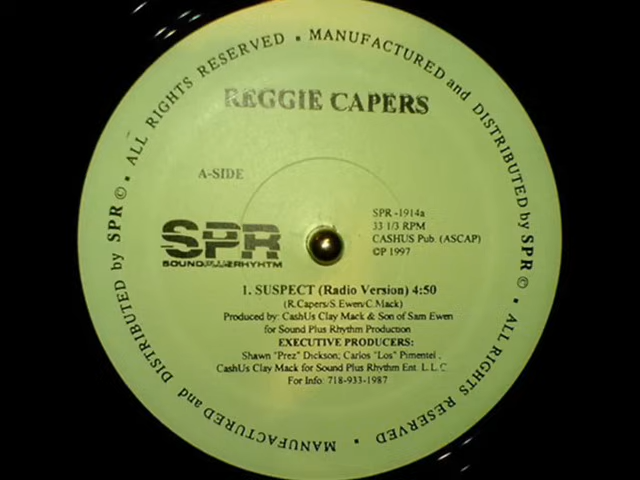 MANUFACTURED and DISTRIBUTED by SPR © • ALL RIGHTS RESERVED •
MANUFACTURED and DISTRIBUTED by SPR © • ALL RIGHTS RESERVED •
REGGIE CAPERS
A-SIDE
SPR
SOUNDPLUSRHYHTM
SPR -1914a
33 1/3 RPM
CASHUS Pub. (ASCAP)
©P 1997
1. SUSPECT (Radio Version) 4:50
(R.Capers/S.Ewen/C.Mack)
Produced by: CashUs Clay Mack & Son of Sam Ewen
for Sound Plus Rhythm Production
EXECUTIVE PRODUCERS:
Shawn "Prez" Dickson; Carlos "Los" Pimentel ,
CashUs Clay Mack for Sound Plus Rhythm Ent. L.L.C.
For Info: 718-933-1987